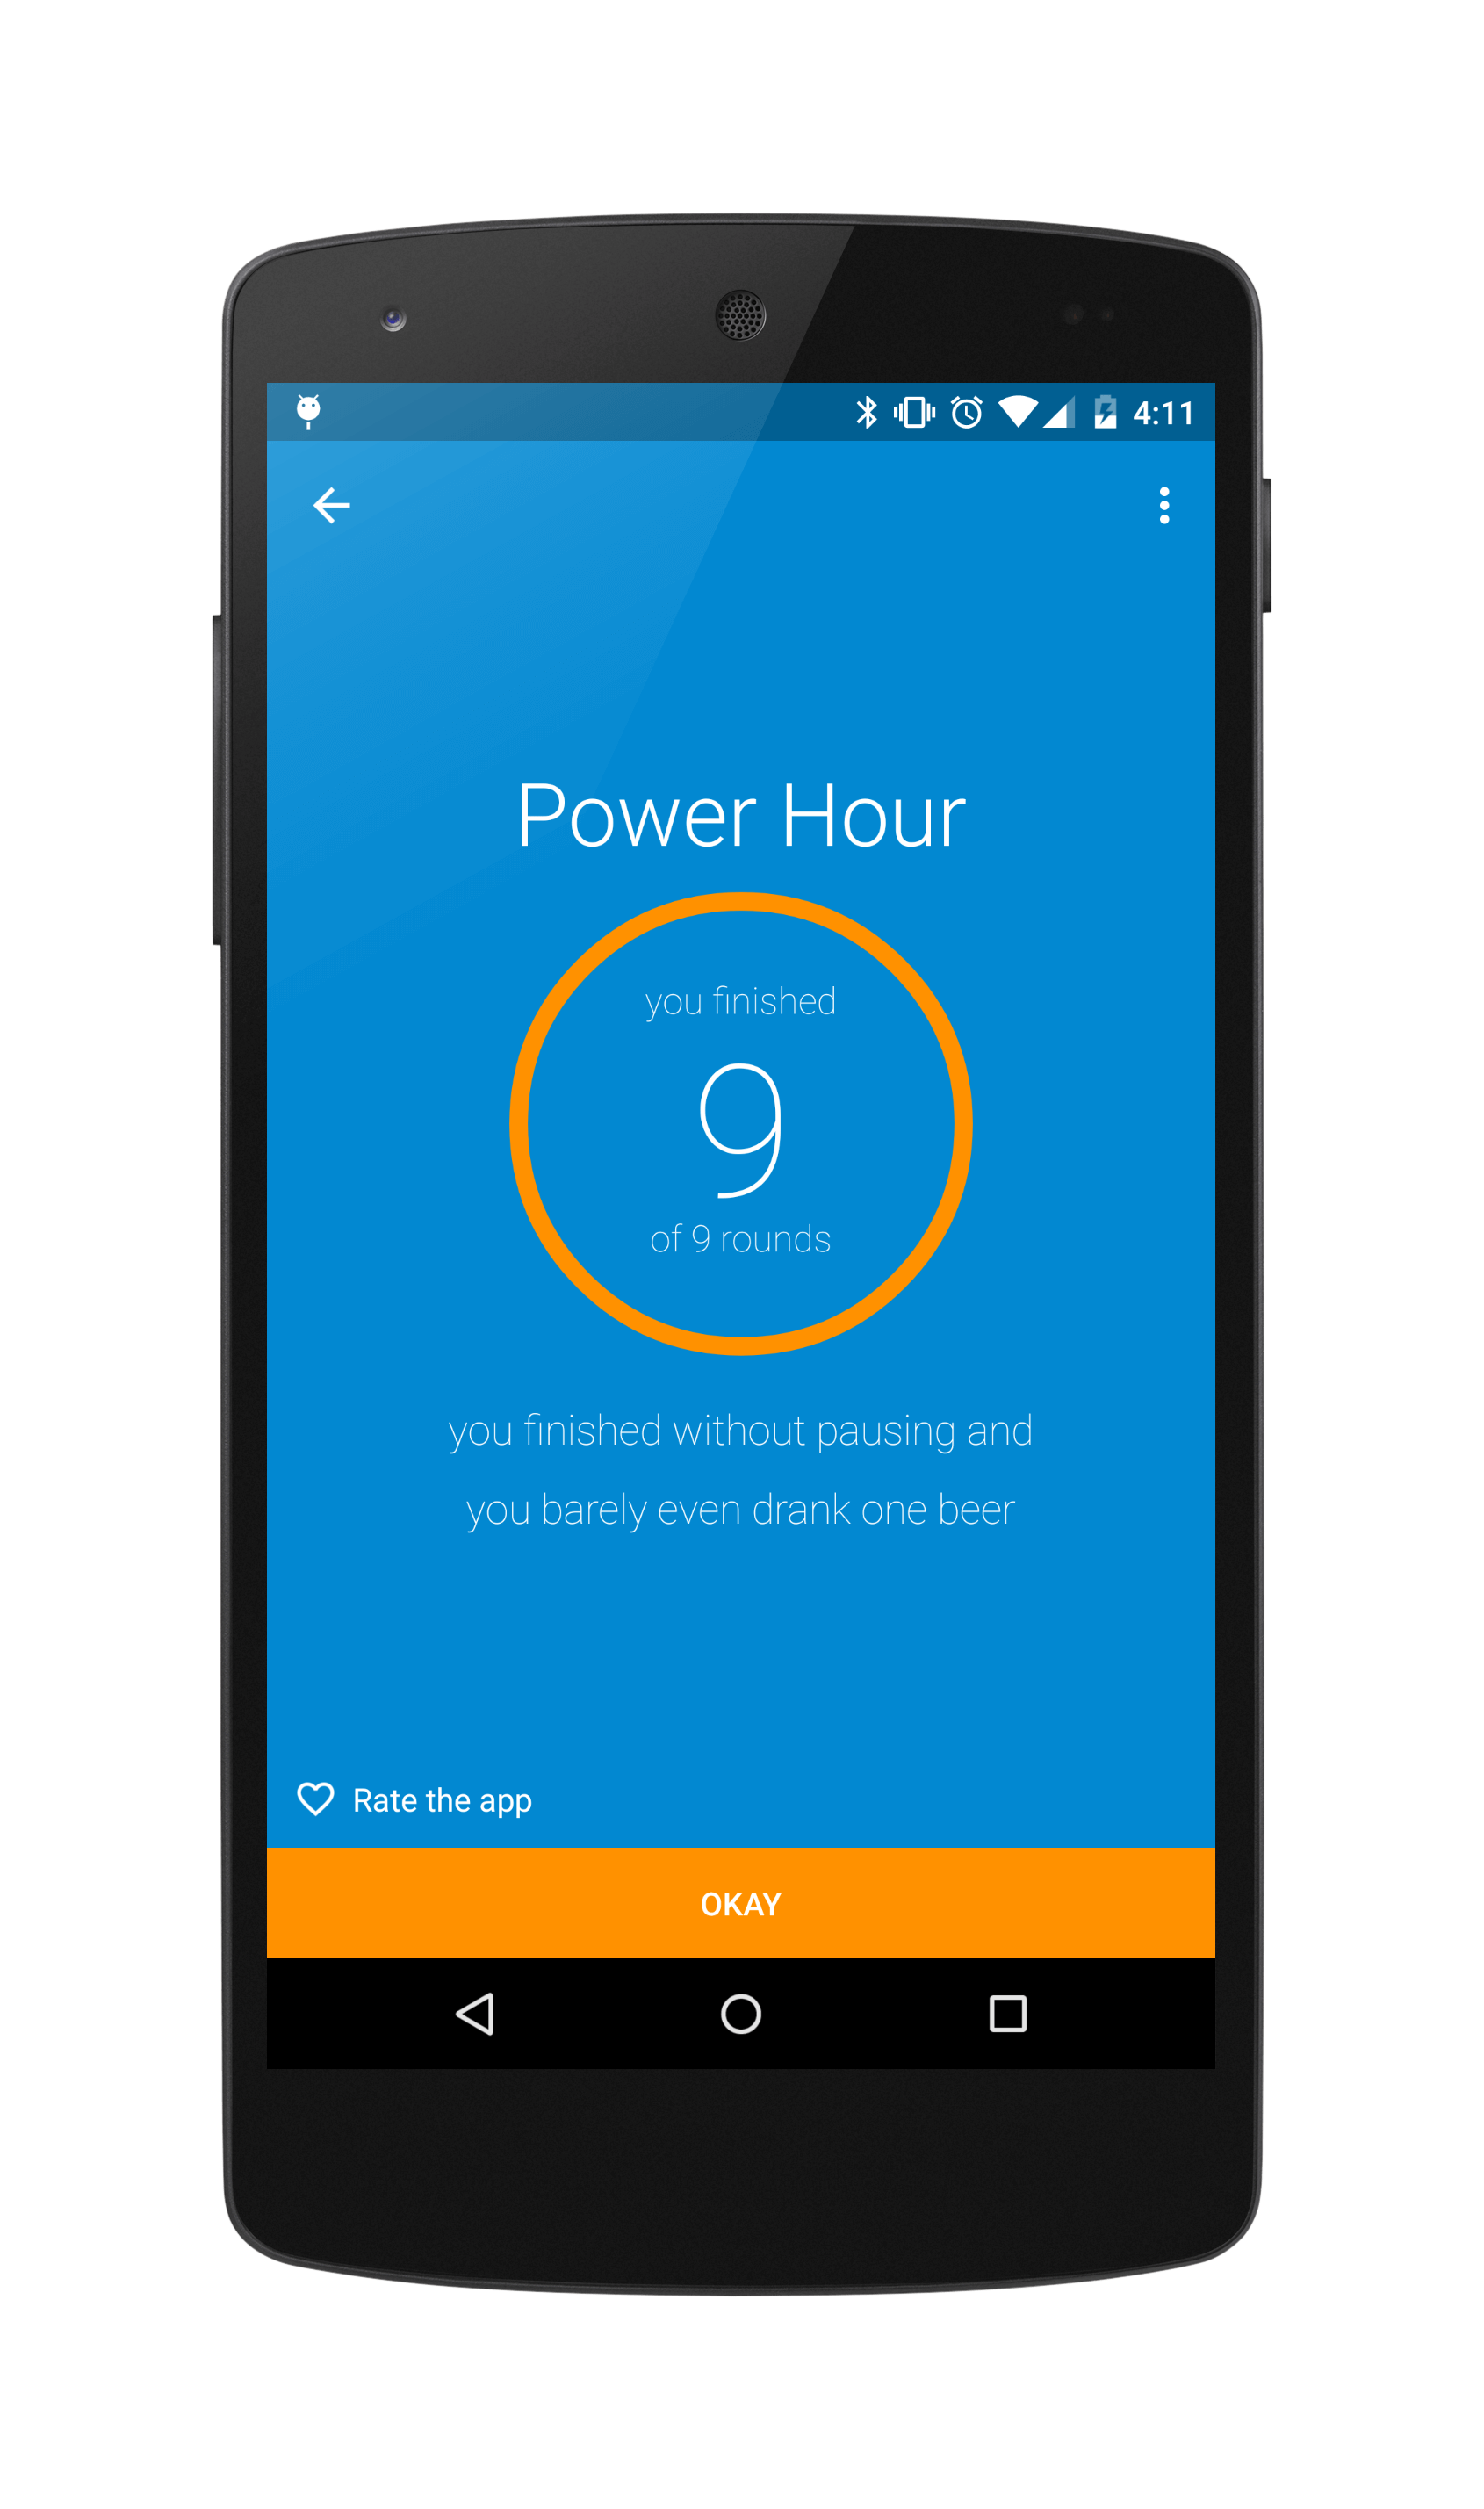 4:11
Power Hour
you finished
9
of 9 rounds
you finished without pausing and
you barely even drank one beer
Rate the app
OKAY